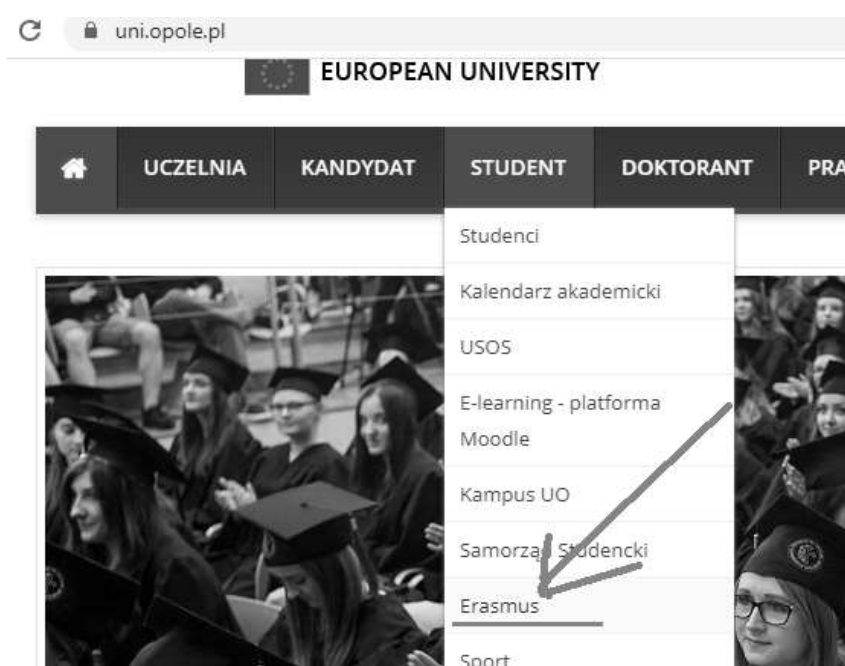 uni.opole.pl
EUROPEAN UNIVERSITY
UCZELNIA KANDYDAT STUDENT DOKTORANT PRA
Studenci
Kalendarz akademicki
USOS
E-learning - platforma
Moodle
Kampus UO
Samorząd Studencki
Erasmus
Sport